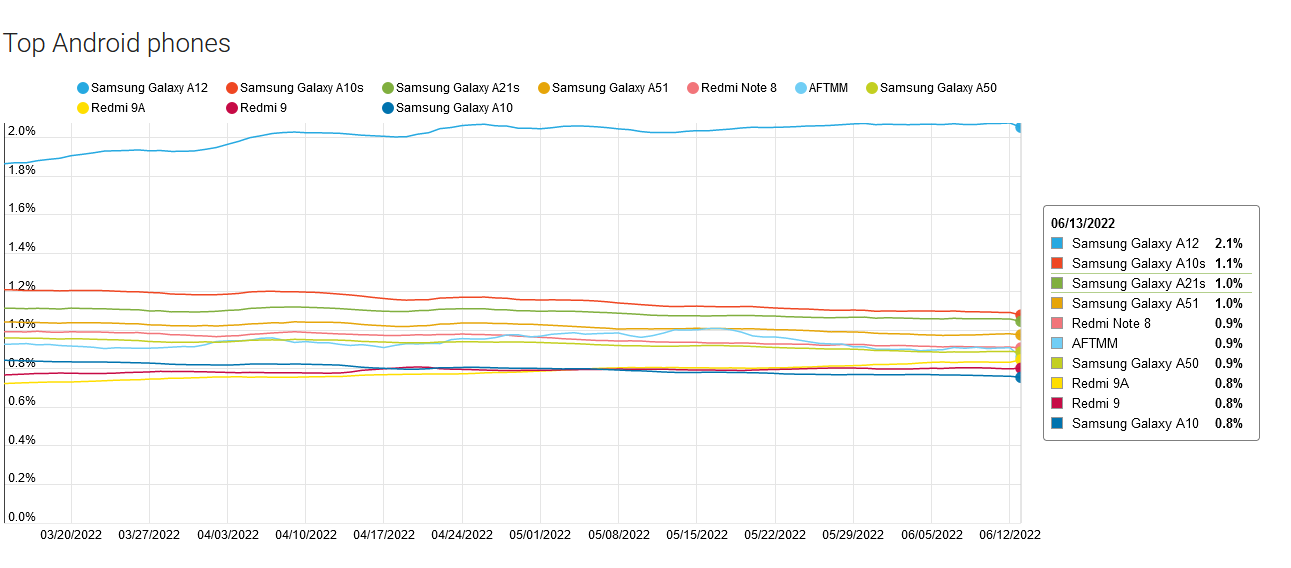 Top Android phones
Samsung Galaxy A12 Samsung Galaxy A10s Samsung Galaxy A21s Samsung Galaxy A51 Redmi Note 8 AFTMM Samsung Galaxy A50
Redmi 9A Redmi 9 Samsung Galaxy A10
2.0%
1.8%
1.6%
1.4%
1.2%
1.0%
0.8%
0.6%
0.4%
0.2%
0.0%
03/20/2022 03/27/2022 04/03/2022 04/10/2022 04/17/2022 04/24/2022 05/01/2022 05/08/2022 05/15/2022 05/22/2022 05/29/2022 06/05/2022 06/12/2022
06/13/2022
Samsung Galaxy A12 2.1%
Samsung Galaxy A10s 1.1%
Samsung Galaxy A21s 1.0%
Samsung Galaxy A51 1.0%
Redmi Note 8 0.9%
AFTMM 0.9%
Samsung Galaxy A50 0.9%
Redmi 9A 0.8%
Redmi 9 0.8%
Samsung Galaxy A10 0.8%